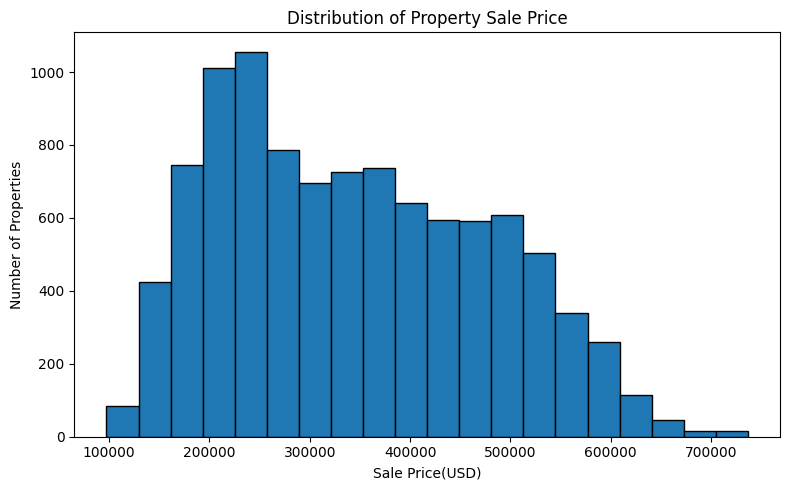 Distribution of Property Sale Price
1000
800
600
400
200
0
Number of Properties
100000 200000 300000 400000 500000 600000 700000
Sale Price(USD)